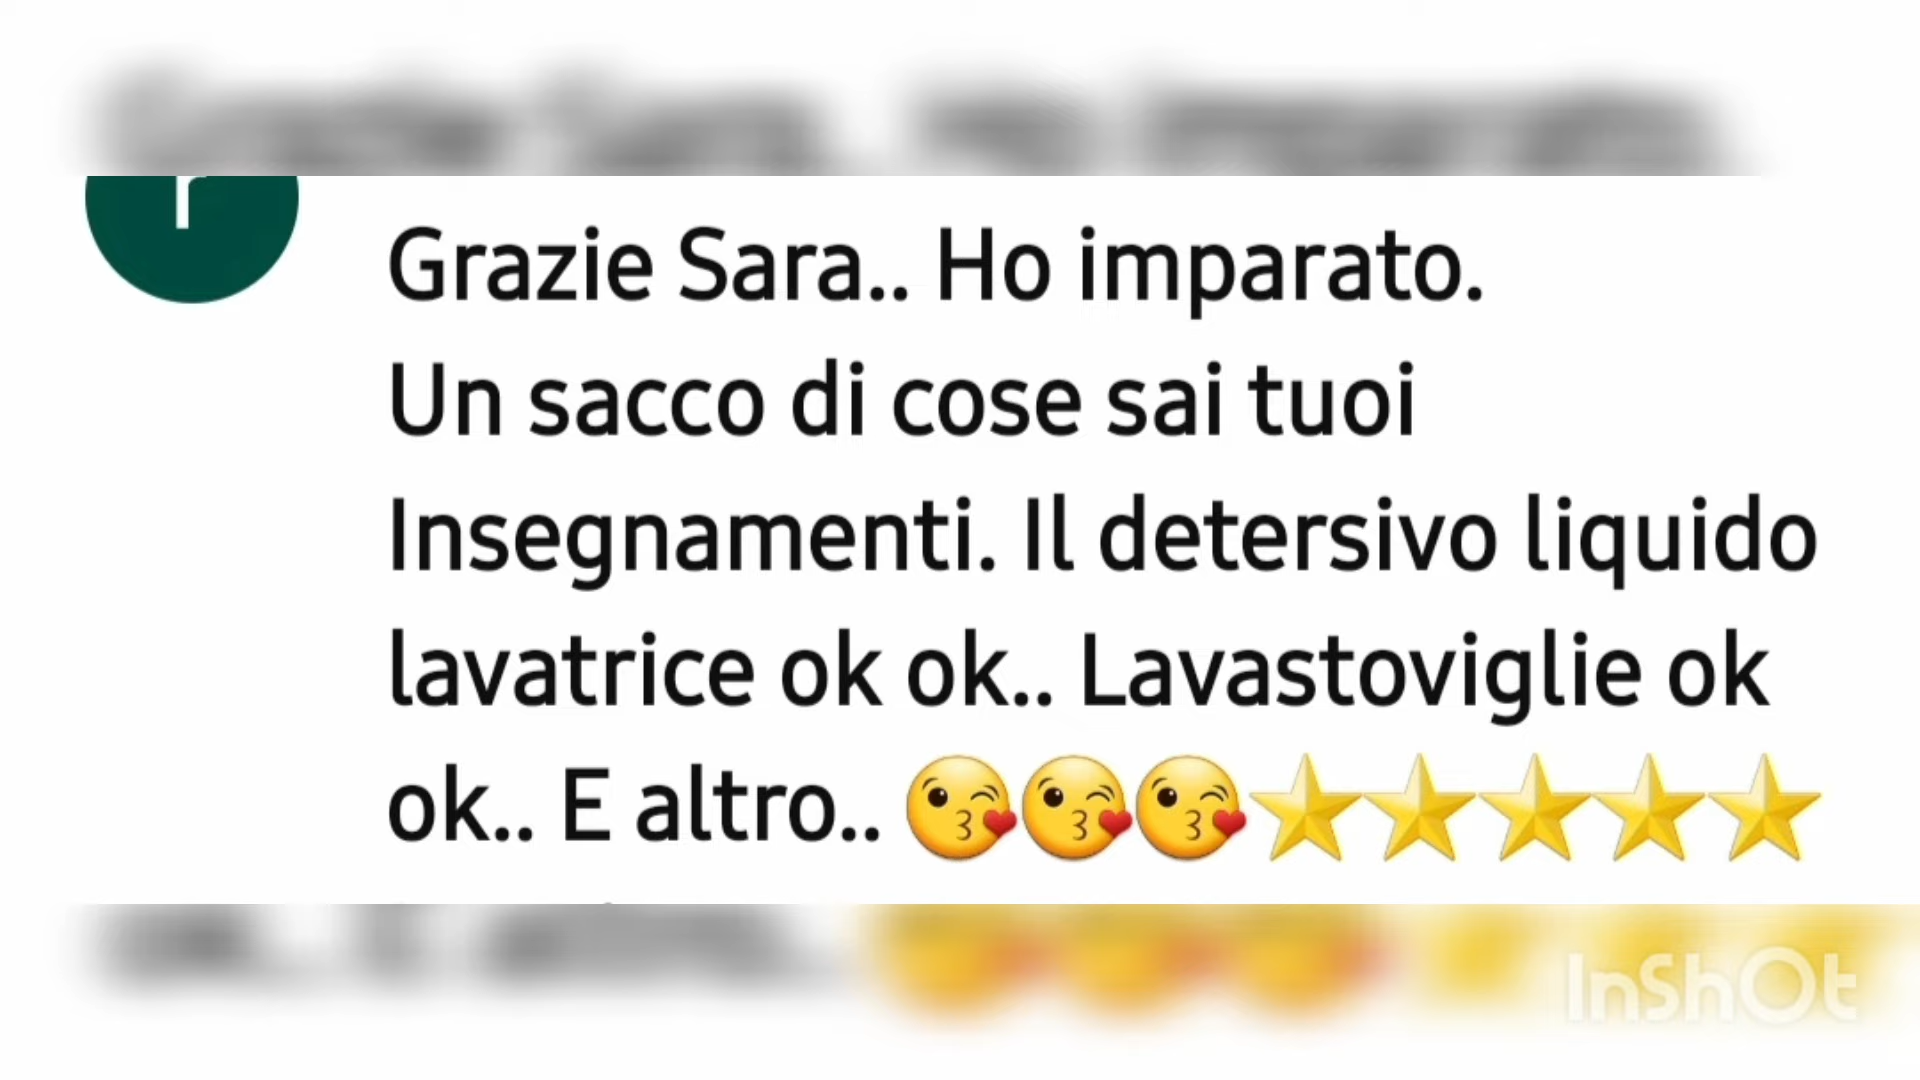 Grazie Sara.. Ho imparato.
Un sacco di cose sai tuoi
Insegnamenti. Il detersivo liquido
lavatrice ok ok.. Lavastoviglie ok
ok.. E altro.. 😘😘😘⭐⭐⭐⭐⭐
InShOt